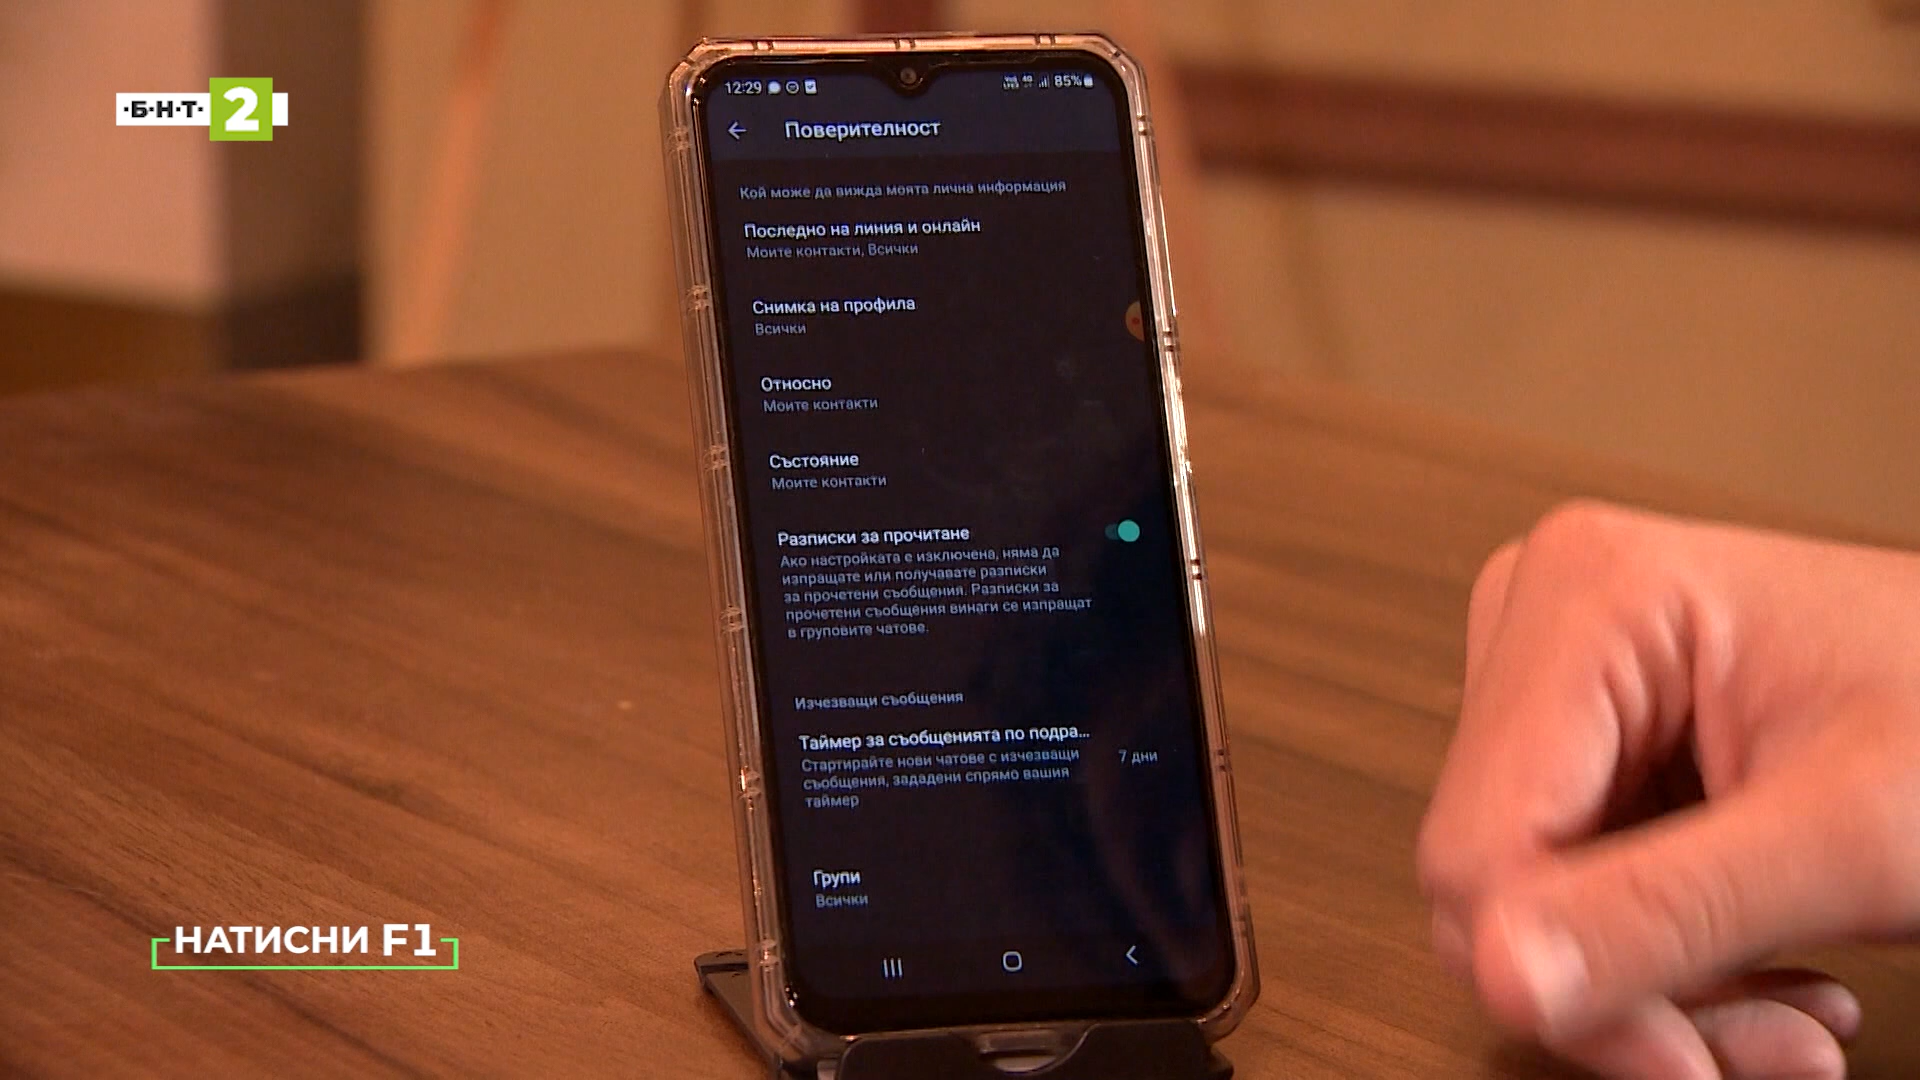 ·Б·Н·Т· 2
12:29
85%
Поверителност
Кой може да вижда моята лична информация
Последно на линия и онлайн
Моите контакти, Всички
Снимка на профила
Всички
Относно
Моите контакти
Състояние
Моите контакти
Разписки за прочитане
Ако настройката е изключена, няма да
изпращате или получавате разписки
за прочетени съобщения. Разписки за
прочетени съобщения винаги се изпращат
в груповите чатове.
Изчезващи съобщения
Таймер за съобщенията по подра...
Стартирайте нови чатове с изчезващи
съобщения, зададени спрямо вашия
таймер
7 дни
Групи
Всички
НАТИСНИ F1